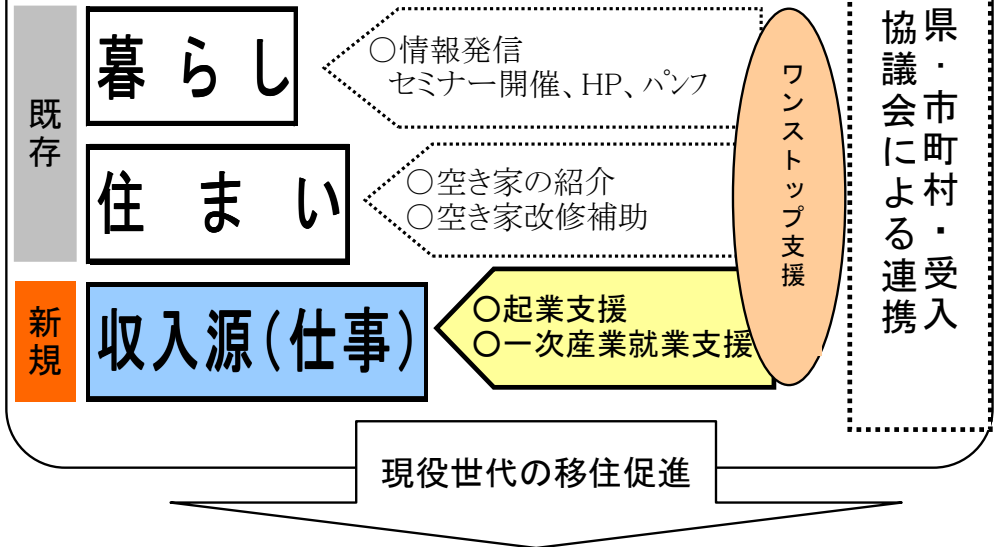 既存
暮らし
○情報発信
セミナー開催、HP、パンフ
住まい
○空き家の紹介
○空き家改修補助
新規
収入源(仕事)
○起業支援
○一次産業就業支援
ワンストップ支援
県・市町村・受入
協議会による連携
現役世代の移住促進